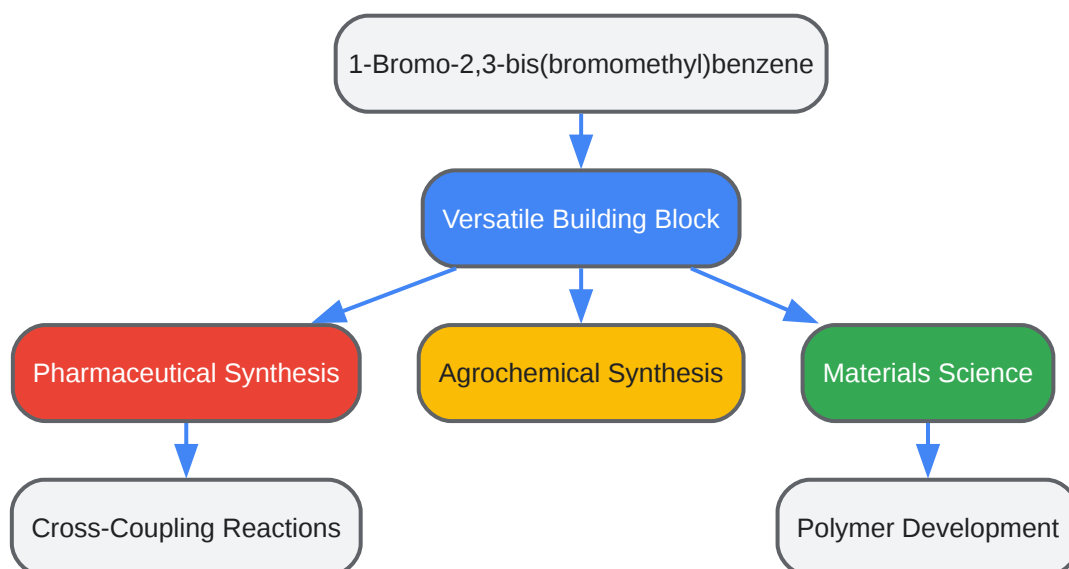 1-Bromo-2,3-bis(bromomethyl)benzene
Versatile Building Block
Pharmaceutical Synthesis
Agrochemical Synthesis
Materials Science
Cross-Coupling Reactions
Polymer Development